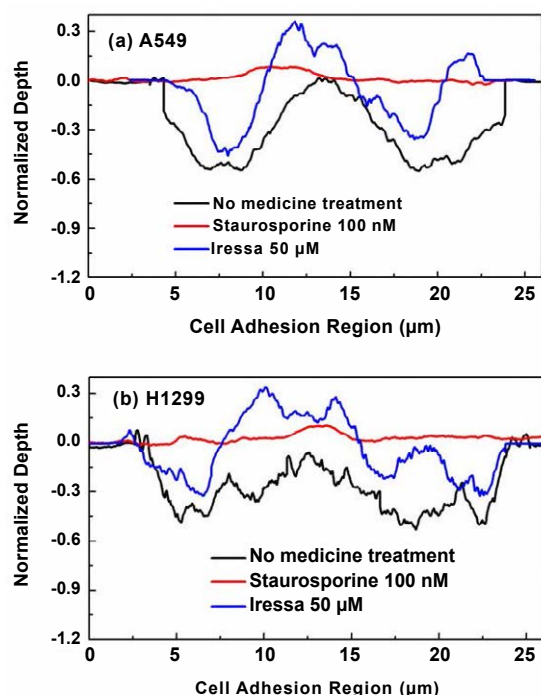 (a) A549
Normalized Depth
0.3
0.0
-0.3
-0.6
-0.9
-1.2
No medicine treatment
Staurosporine 100 nM
Iressa 50 μM
0 5 10 15 20 25
Cell Adhesion Region (μm)
(b) H1299
Normalized Depth
0.3
0.0
-0.3
-0.6
-0.9
-1.2
No medicine treatment
Staurosporine 100 nM
Iressa 50 μM
0 5 10 15 20 25
Cell Adhesion Region (μm)